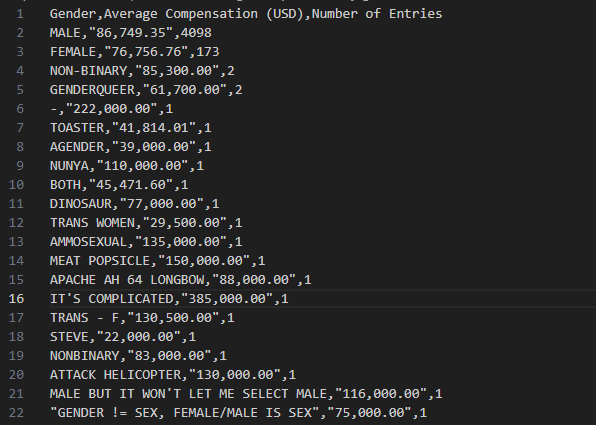 1 Gender,Average Compensation (USD),Number of Entries
2 MALE,"86,749.35",4098
3 FEMALE,"76,756.76",173
4 NON-BINARY,"85,300.00",2
5 GENDERQUEER,"61,700.00",2
6 -,"222,000.00",1
7 TOASTER,"41,814.01",1
8 AGENDER,"39,000.00",1
9 NUNYA,"110,000.00",1
10 BOTH,"45,471.60",1
11 DINOSAUR,"77,000.00",1
12 TRANS WOMEN,"29,500.00",1
13 AMMOSEXUAL,"135,000.00",1
14 MEAT POPSICLE,"150,000.00",1
15 APACHE AH 64 LONGBOW,"88,000.00",1
16 IT'S COMPLICATED,"385,000.00",1
17 TRANS - F,"130,500.00",1
18 STEVE,"22,000.00",1
19 NONBINARY,"83,000.00",1
20 ATTACK HELICOPTER,"130,000.00",1
21 MALE BUT IT WON'T LET ME SELECT MALE,"116,000.00",1
22 "GENDER != SEX, FEMALE/MALE IS SEX","75,000.00",1